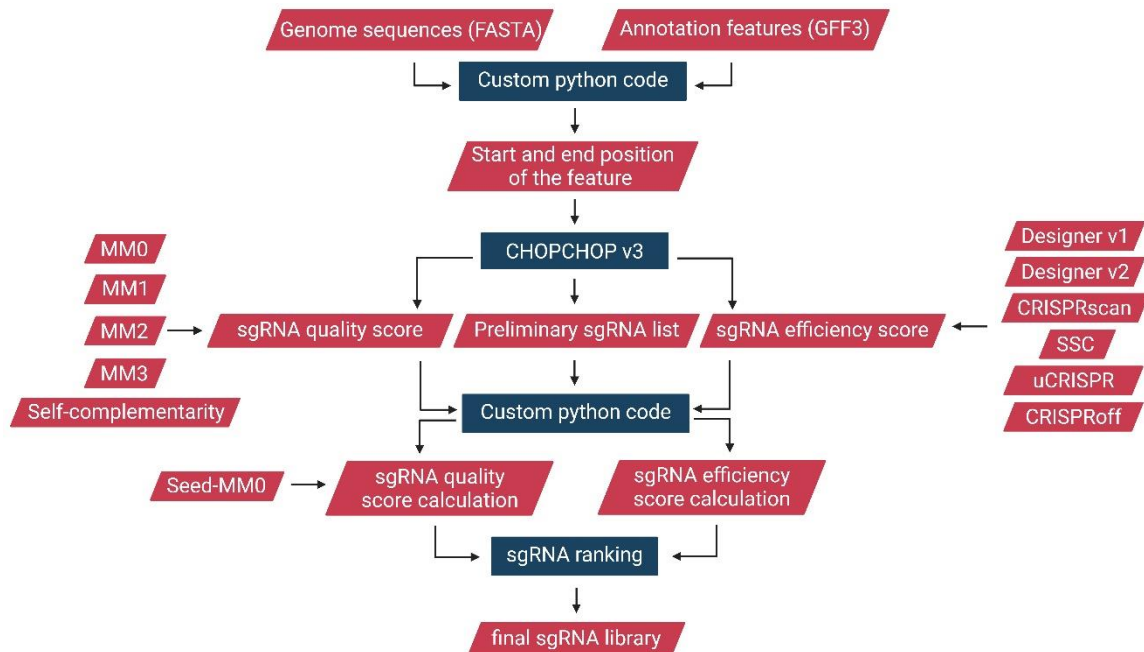 Genome sequences (FASTA)
Annotation features (GFF3)
Custom python code
Start and end position
of the feature
CHOPCHOP v3
MM0
MM1
MM2
MM3
Self-complementarity
sgRNA quality score
Preliminary sgRNA list
sgRNA efficiency score
Designer v1
Designer v2
CRISPRscan
SSC
uCRISPR
CRISPRoff
Custom python code
Seed-MM0
sgRNA quality
score calculation
sgRNA efficiency
score calculation
sgRNA ranking
final sgRNA library